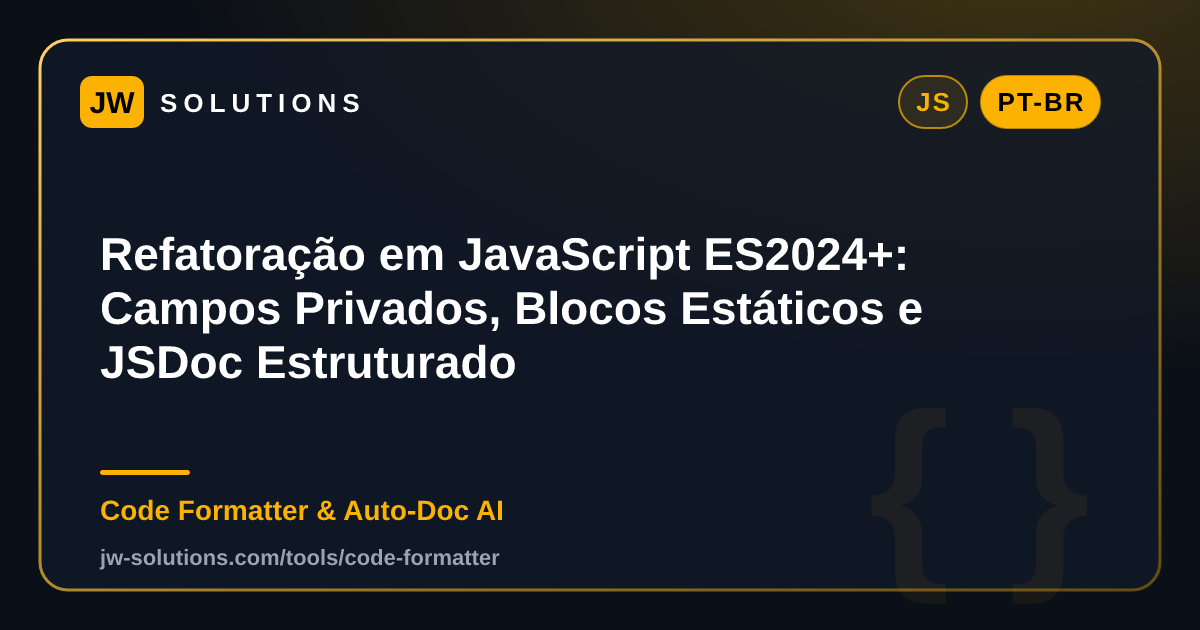 JW SOLUTIONS
JS PT-BR
Refatoração em JavaScript ES2024+:
Campos Privados, Blocos Estáticos e
JSDoc Estruturado
{ }
Code Formatter & Auto-Doc AI
jw-solutions.com/tools/code-formatter